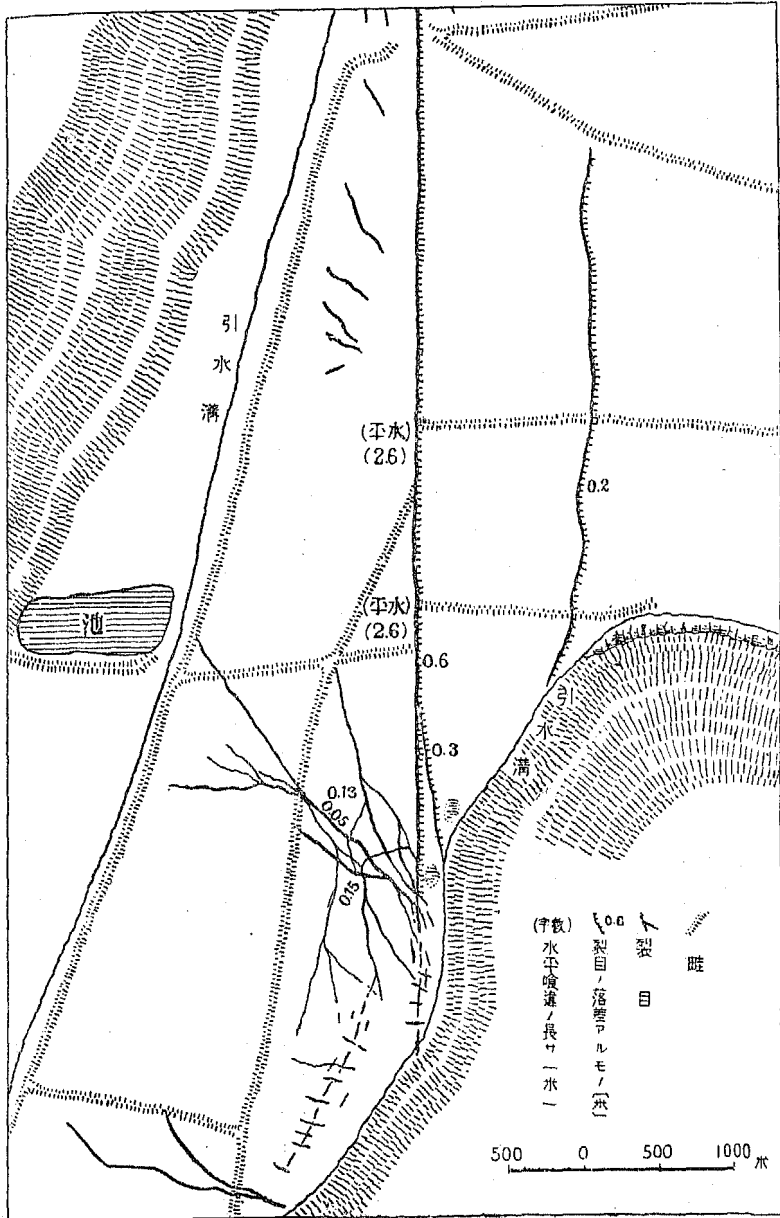 引水溝
(平水)
(2.6)
0.2
池
(平水)
(2.6)
0.6
引水溝
0.3
0.13
0.05
0.15
畦
裂目
0.6
裂目ノ落差アルモノ(米)
(字数)
水平喰違ノ長サ(米)
500 0 500 1000 米